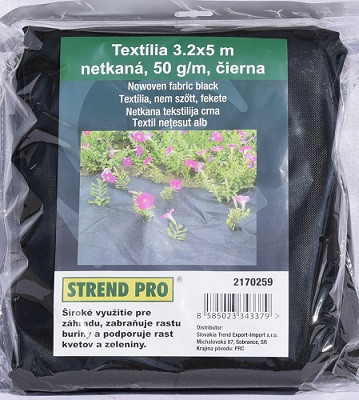 Textília 3.2x5 m
netkaná, 50 g/m, čierna
Nowoven fabric black
Textília, nem szőtt, fekete
Netkana tekstilija crna
Textil nețesut alb
STREND PRO®
2170259
Široké využitie pre
záhradu, zabraňuje rastu
buriny a podporuje rast
kvetov a zeleniny.
8 585023 343379 >
Distributor:
Slovakia Trend Export-Import s.r.o.
Michalovská 87, Sobrance, SR
Krajina pôvodu: PRC